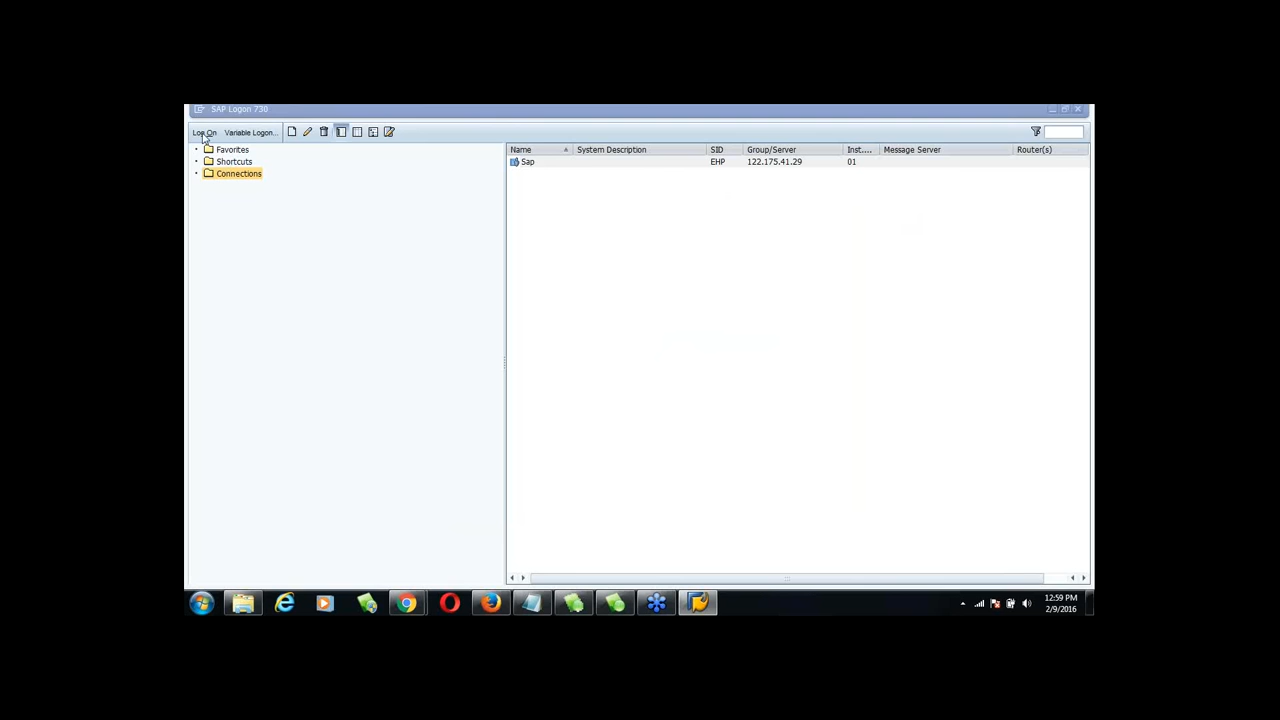 SAP Logon 730
Log On Variable Logon...
Favorites
Shortcuts
Connections
Name System Description SID Group/Server Inst.... Message Server Router(s)
Sap EHP 122.175.41.29 01
12:59 PM
2/9/2016